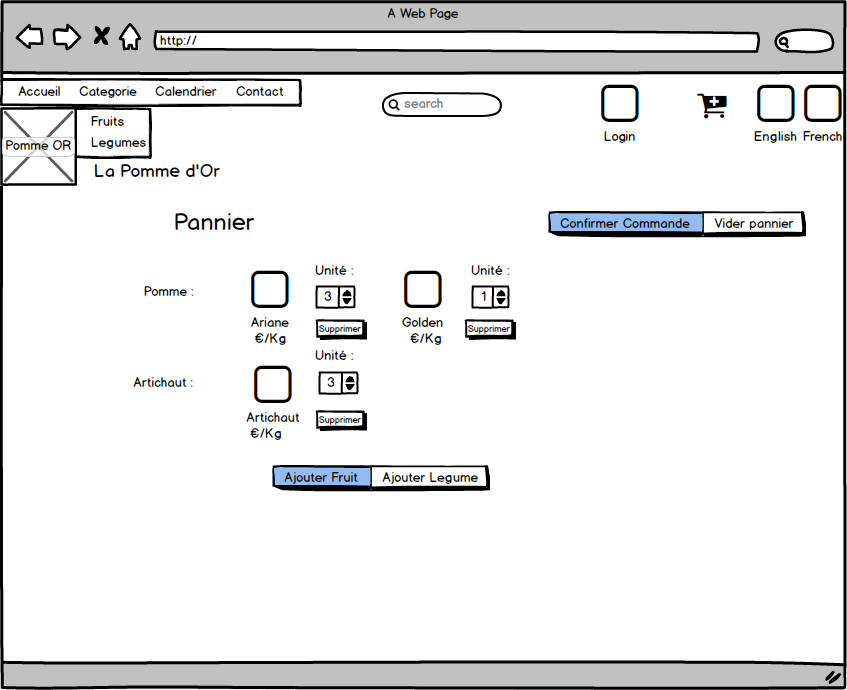 A Web Page
http://
Accueil Categorie Calendrier Contact
search
Login
English French
Fruits
Legumes
Pomme OR
La Pomme d'Or
Pannier
Confirmer Commande Vider pannier
Unité : Unité :
Pomme : 3 1
Ariane Supprimer Golden Supprimer
€/Kg €/Kg
Unité :
Artichaut : 3
Artichaut Supprimer
€/Kg
Ajouter Fruit Ajouter Legume